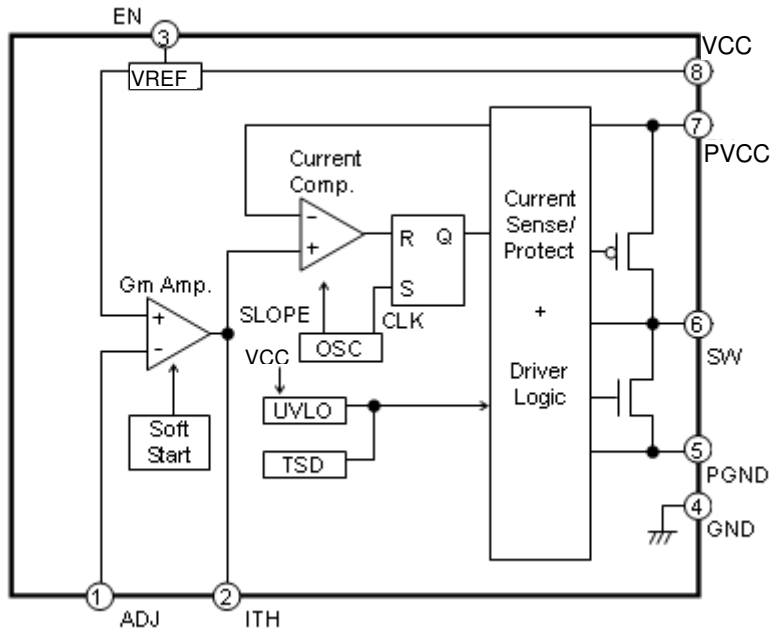 EN
3
VCC
VREF
8
7
PVCC
Current
Comp.
Current
Sense/
Protect
-
+
R Q
S
Gm Amp.
SLOPE
CLK
+
6
+
-
OSC
SW
VCC
Driver
Logic
UVLO
Soft
Start
TSD
5
PGND
4
GND
1
2
ADJ
ITH